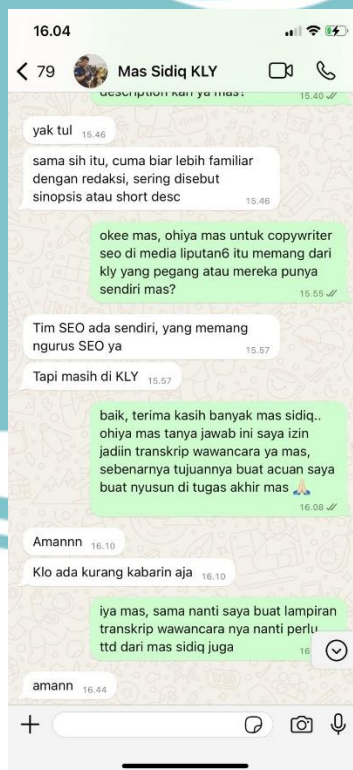 16.04
79
Mas Sidiq KLY
description kan ya mas?
15.40
yak tul 15.46
sama sih itu, cuma biar lebih familiar
dengan redaksi, sering disebut
sinopsis atau short desc 15.46
okee mas, ohiya mas untuk copywriter
seo di media liputan6 itu memang dari
kly yang pegang atau mereka punya
sendiri mas?
15.55
Tim SEO ada sendiri, yang memang
ngurus SEO ya 15.57
Tapi masih di KLY 15.57
baik, terima kasih banyak mas sidiq..
ohiya mas tanya jawab ini saya izin
jadiin transkrip wawancara ya mas,
sebenarnya tujuannya buat acuan saya
buat nyusun di tugas akhir mas 🙏🏻
16.08
Amannn 16.10
Klo ada kurang kabarin aja 16.10
iya mas, sama nanti saya buat lampiran
transkrip wawancara nya nanti perlu
ttd dari mas sidiq juga
16
amann 16.44